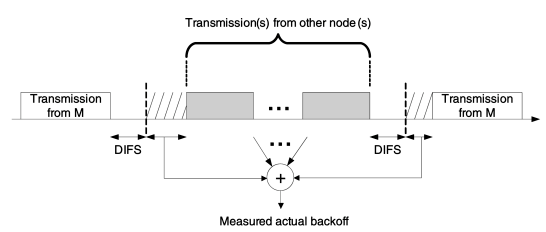 Transmission(s) from other node(s)
Transmission
from M
Transmission
from M
DIFS
DIFS
+
Measured actual backoff